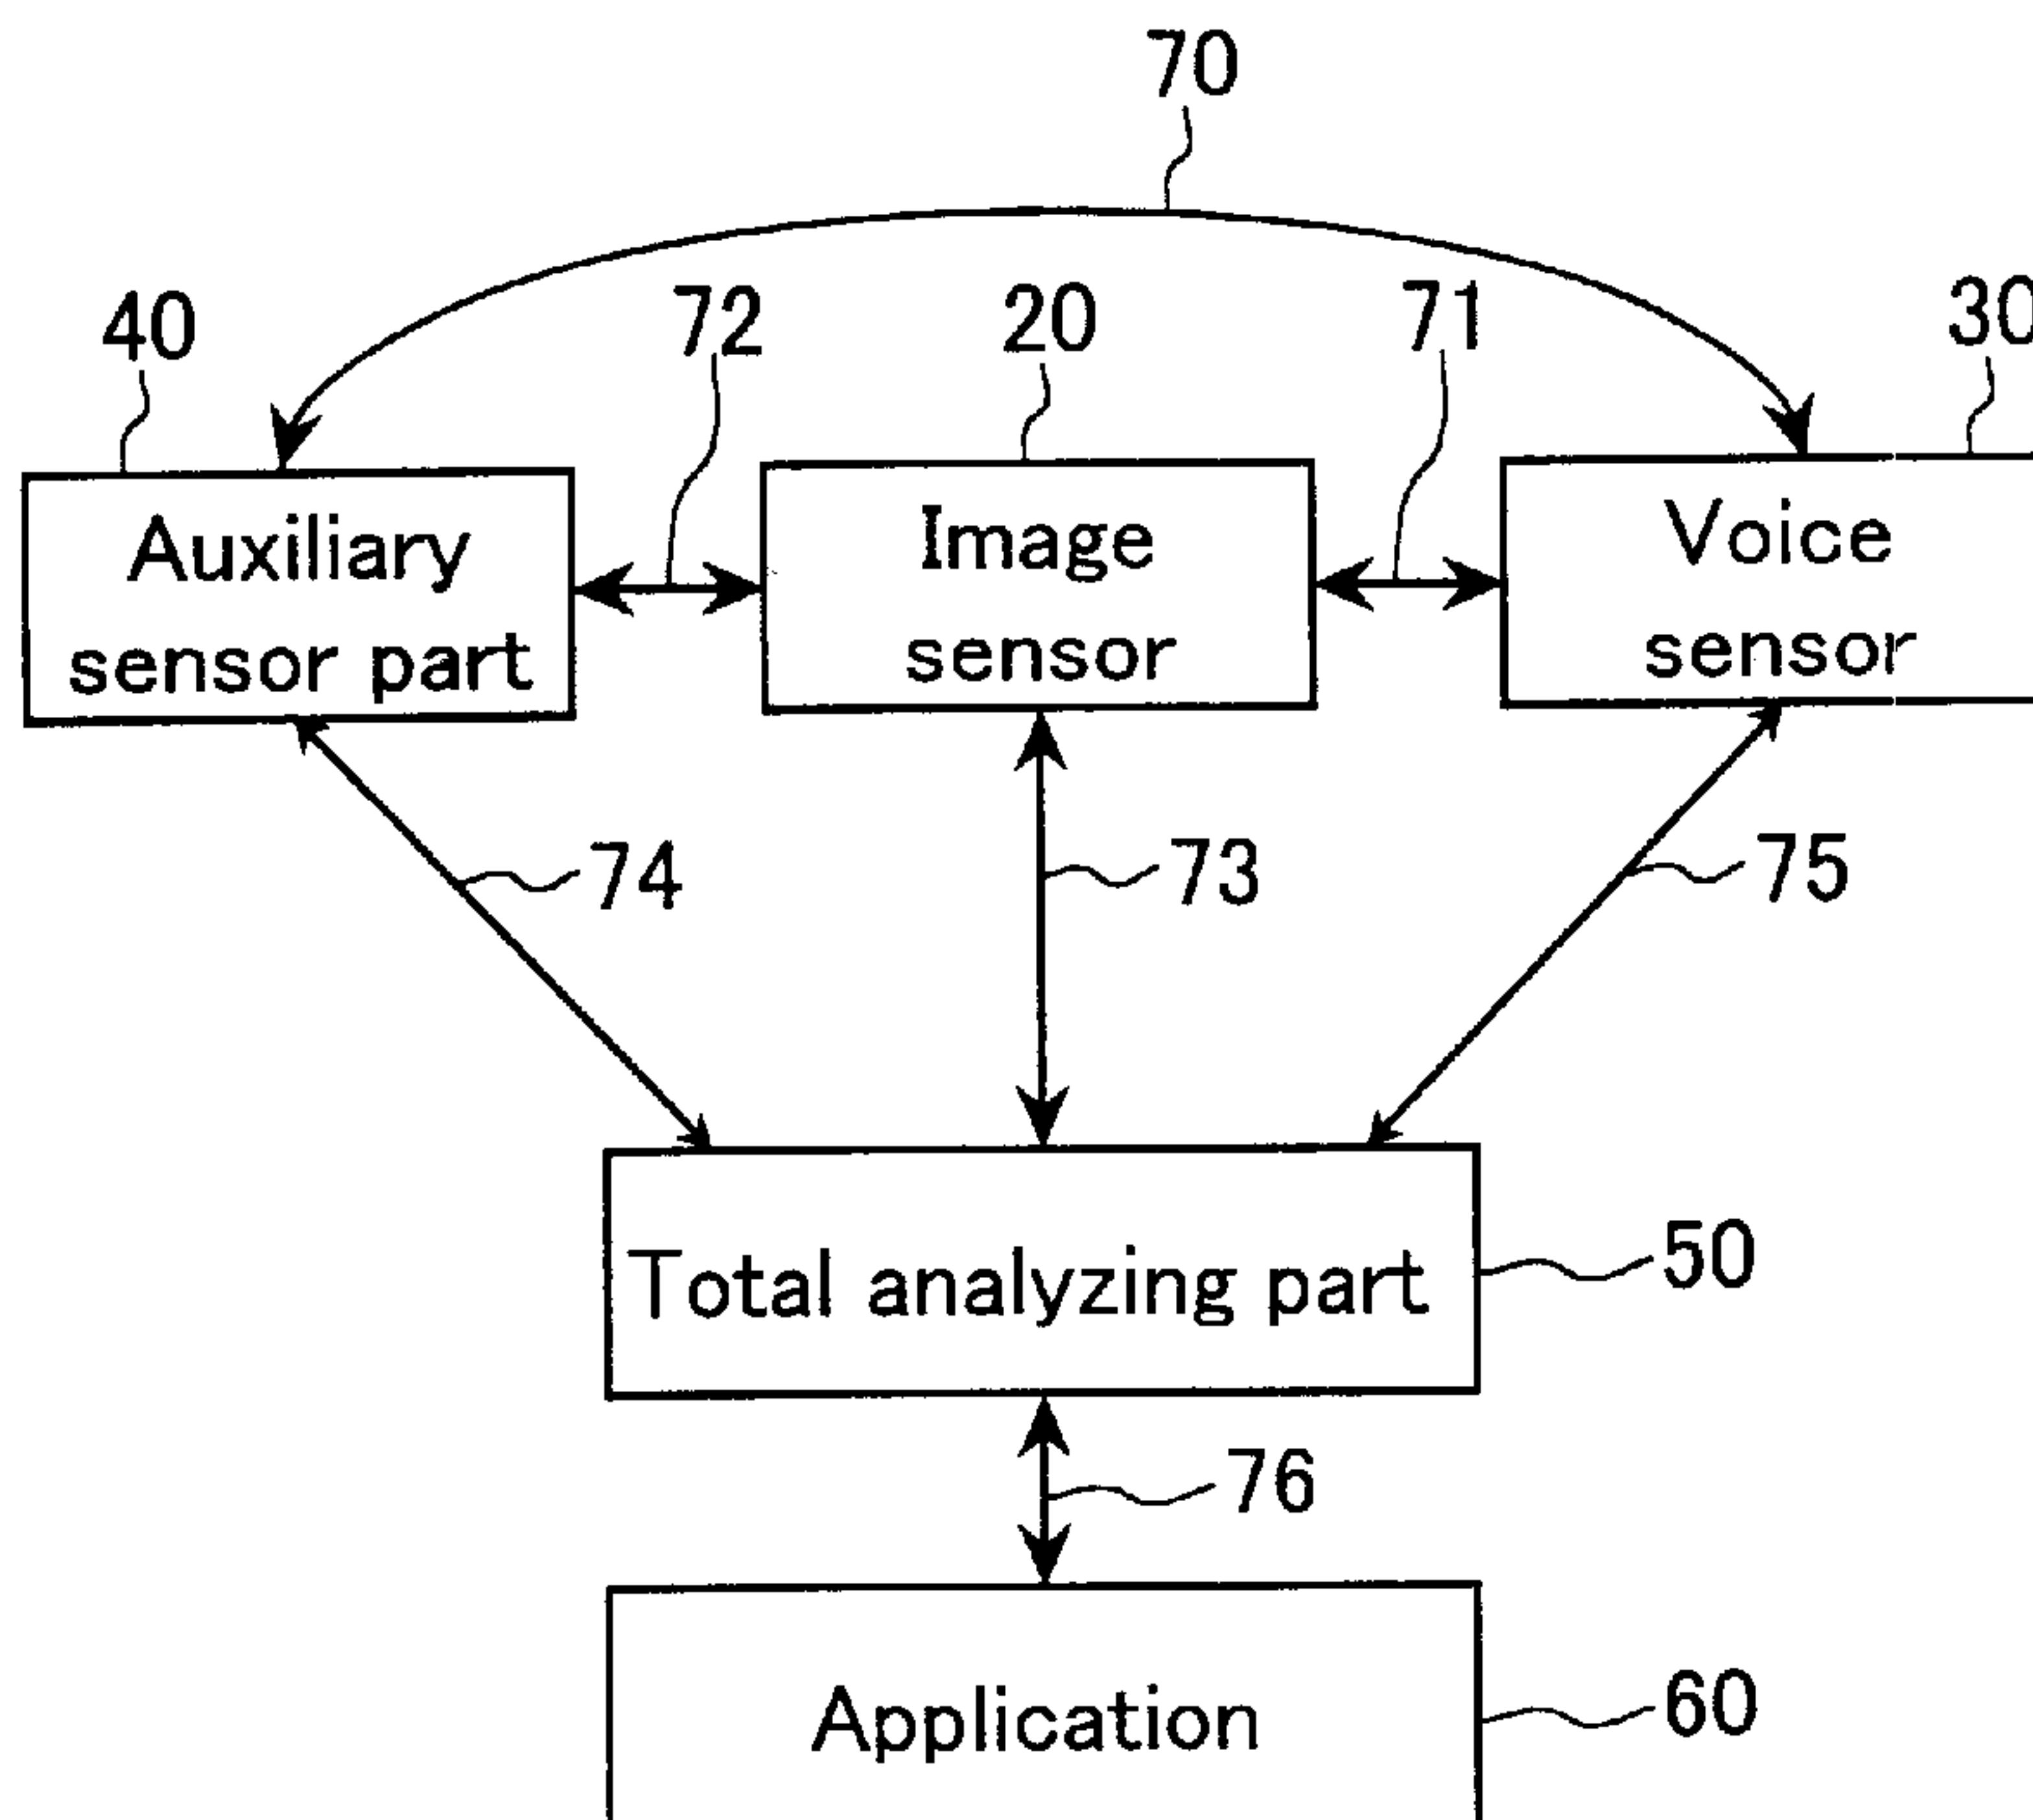 70
40
72
20
71
30
Auxiliary
sensor part
Image
sensor
Voice
sensor
74
73
75
Total analyzing part
50
76
Application
60